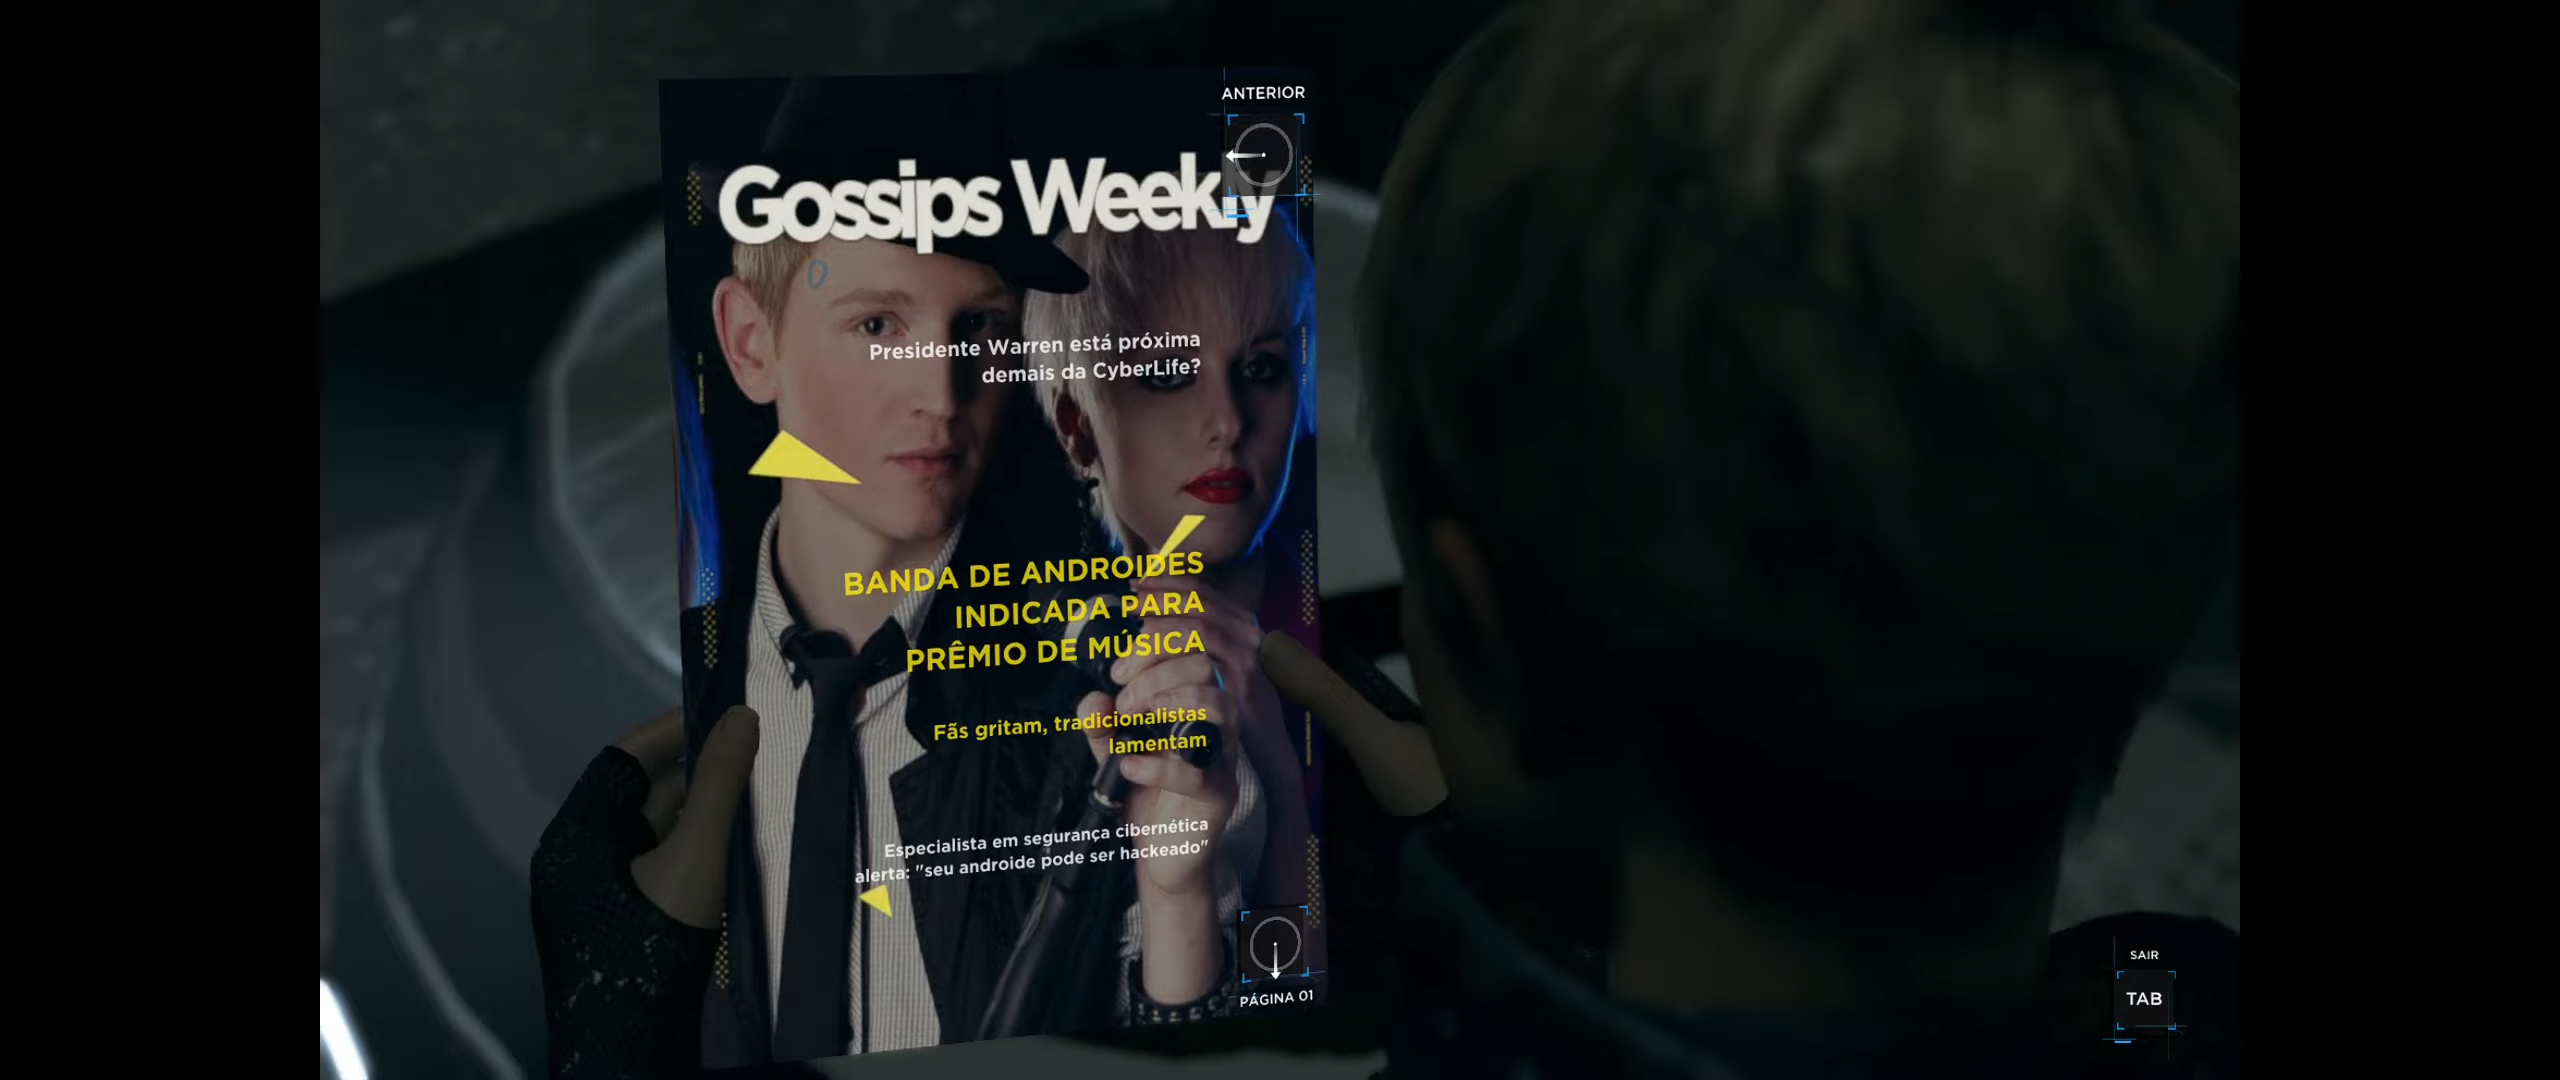 ANTERIOR
Gossips Weekly
Presidente Warren está próxima
demais da CyberLife?
BANDA DE ANDROIDES
INDICADA PARA
PRÊMIO DE MÚSICA
Fãs gritam, tradicionalistas
lamentam
Especialista em segurança cibernética
alerta: "seu androide pode ser hackeado"
PÁGINA 01
SAIR
TAB